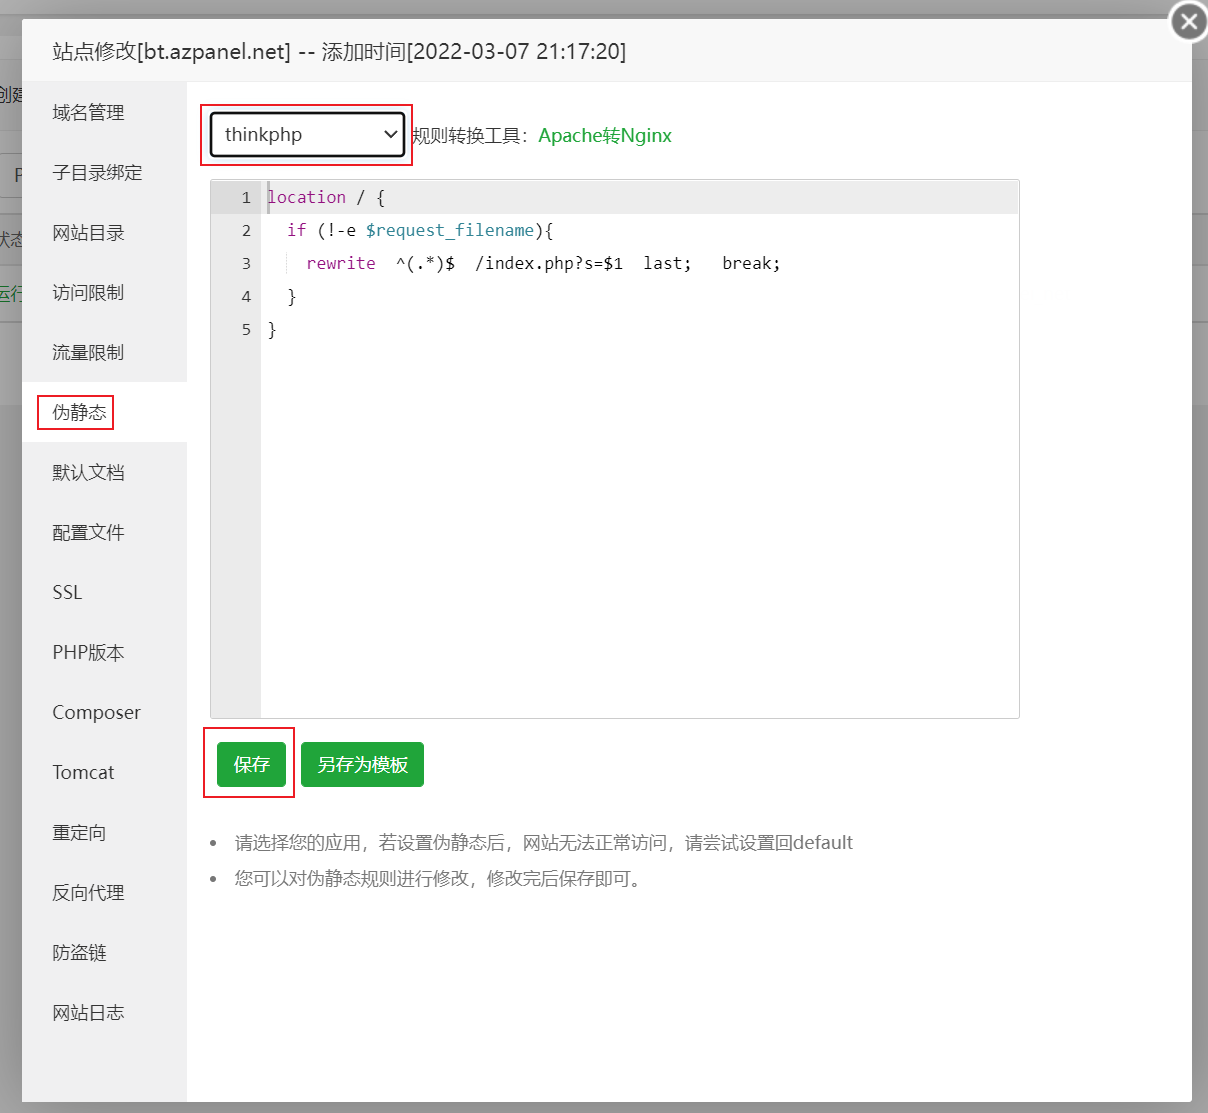 站点修改[bt.azpanel.net] -- 添加时间[2022-03-07 21:17:20]
域名管理
子目录绑定
网站目录
访问限制
流量限制
伪静态
默认文档
配置文件
SSL
PHP版本
Composer
Tomcat
重定向
反向代理
防盗链
网站日志
thinkphp 规则转换工具：Apache转Nginx
1 location / {
2 if (!-e $request_filename){
3 rewrite ^(.*)$ /index.php?s=$1 last; break;
4 }
5 }
保存 另存为模板
• 请选择您的应用，若设置伪静态后，网站无法正常访问，请尝试设置回default
• 您可以对伪静态规则进行修改，修改完后保存即可。